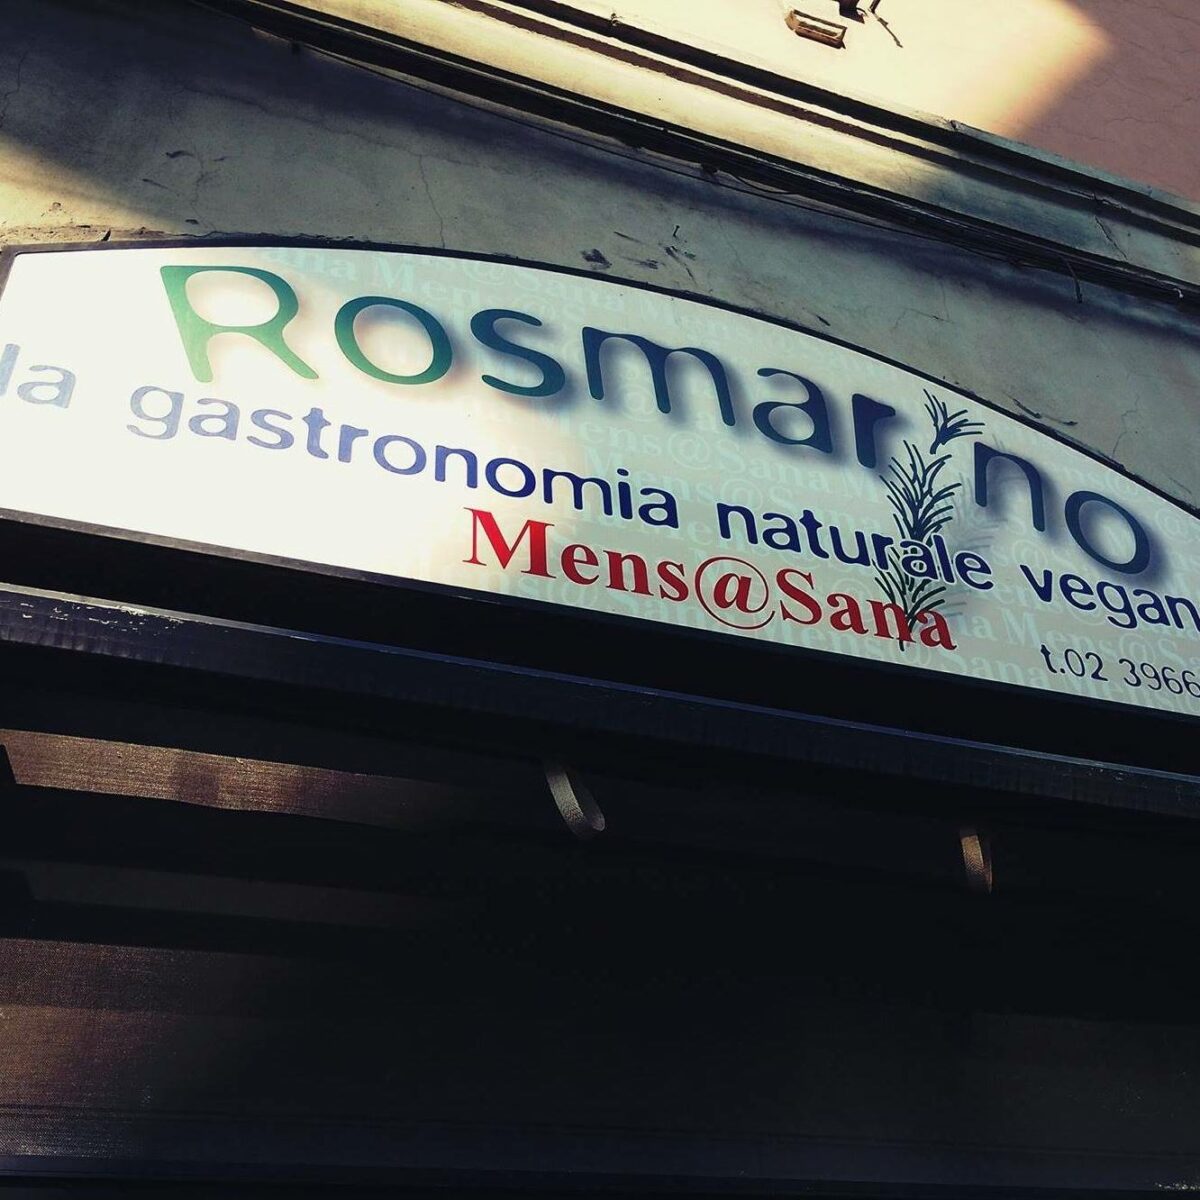 Rosmarino
la gastronomia naturale vegan
Mens@Sana
t.02 3966